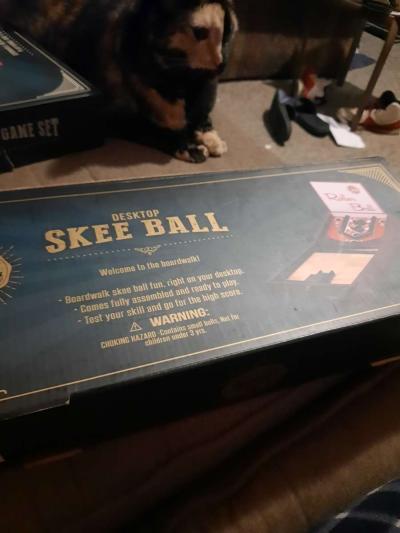 GAME SET
DESKTOP
SKEE BALL
Welcome to the boardwalk!
- Boardwalk skee ball fun, right on your desktop.
- Comes fully assembled and ready to play.
- Test your skill and go for the high score.
⚠ WARNING:
CHOKING HAZARD -Contains small balls. Not for
children under 3 yrs.
Roller
Ball